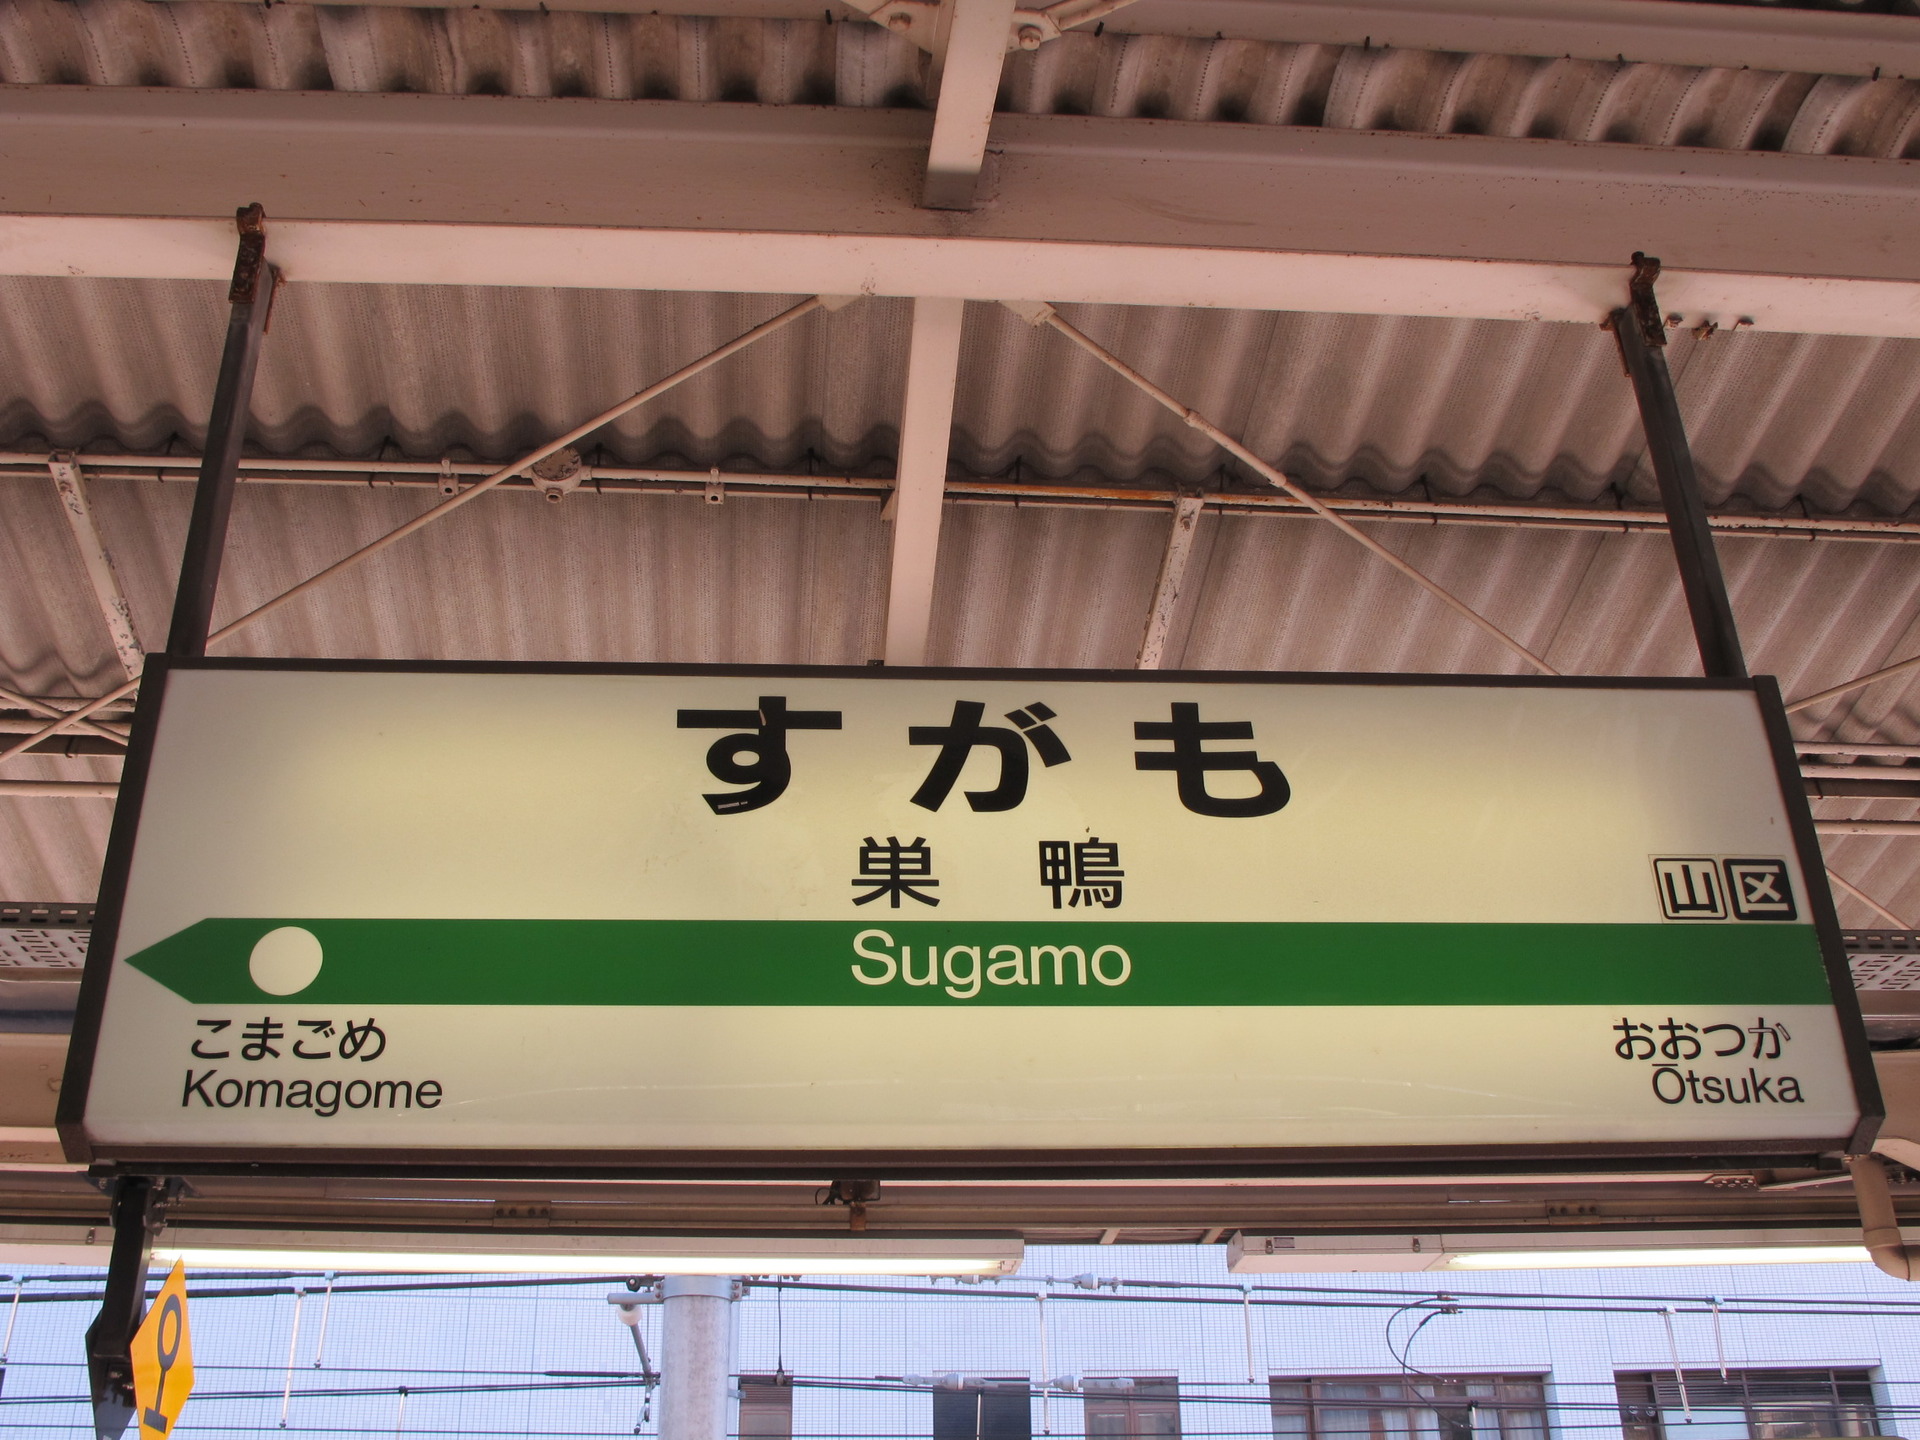 すがも
巣鴨
山区
Sugamo
こまごめ
Komagome
おおつか
Ōtsuka